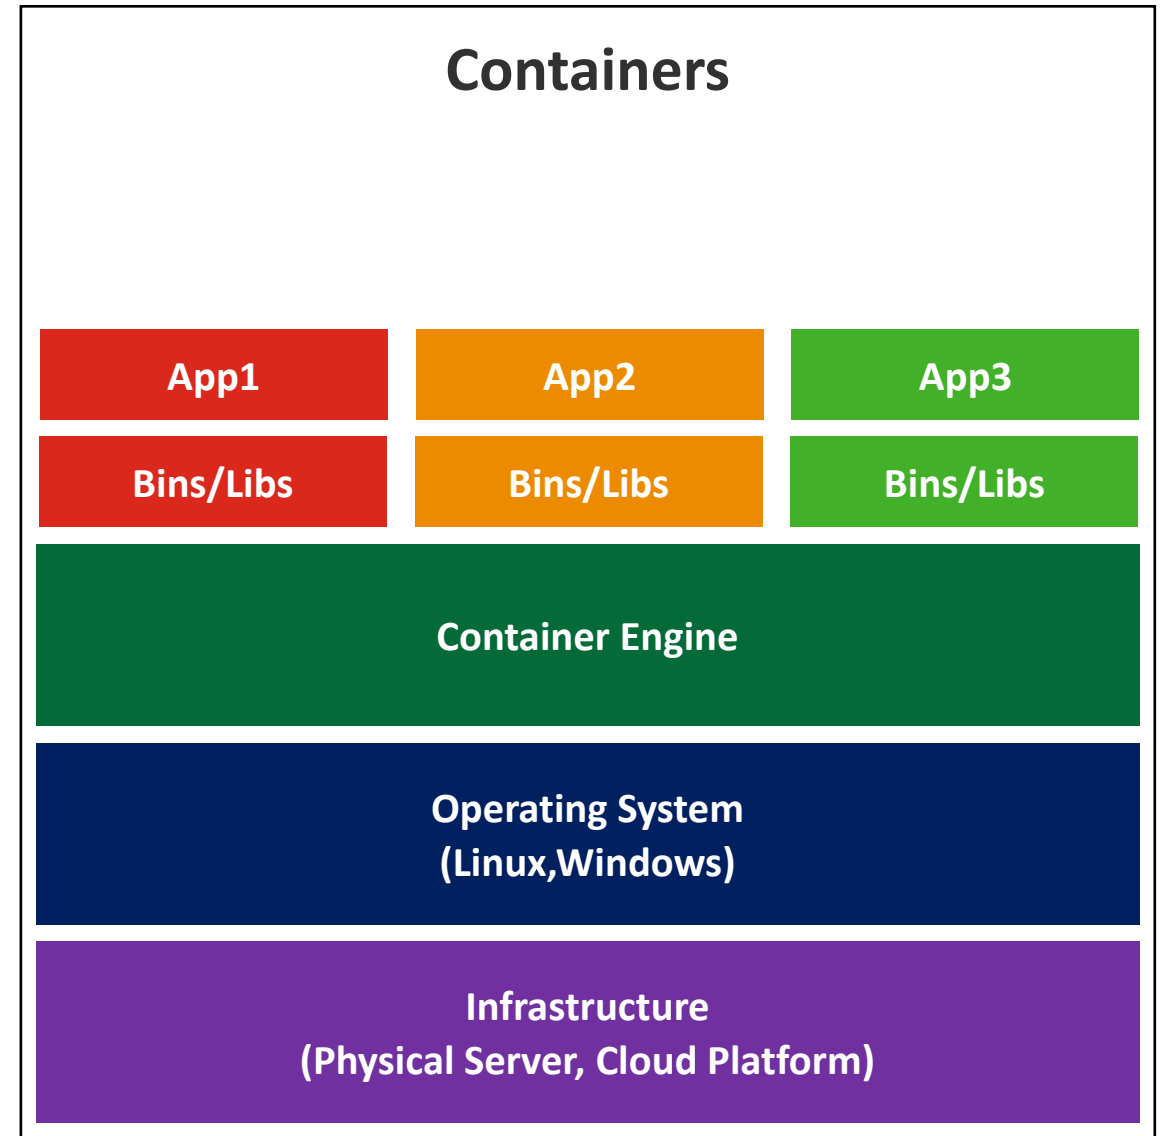 Containers
App1
App2
App3
Bins/Libs
Bins/Libs
Bins/Libs
Container Engine
Operating System
(Linux,Windows)
Infrastructure
(Physical Server, Cloud Platform)